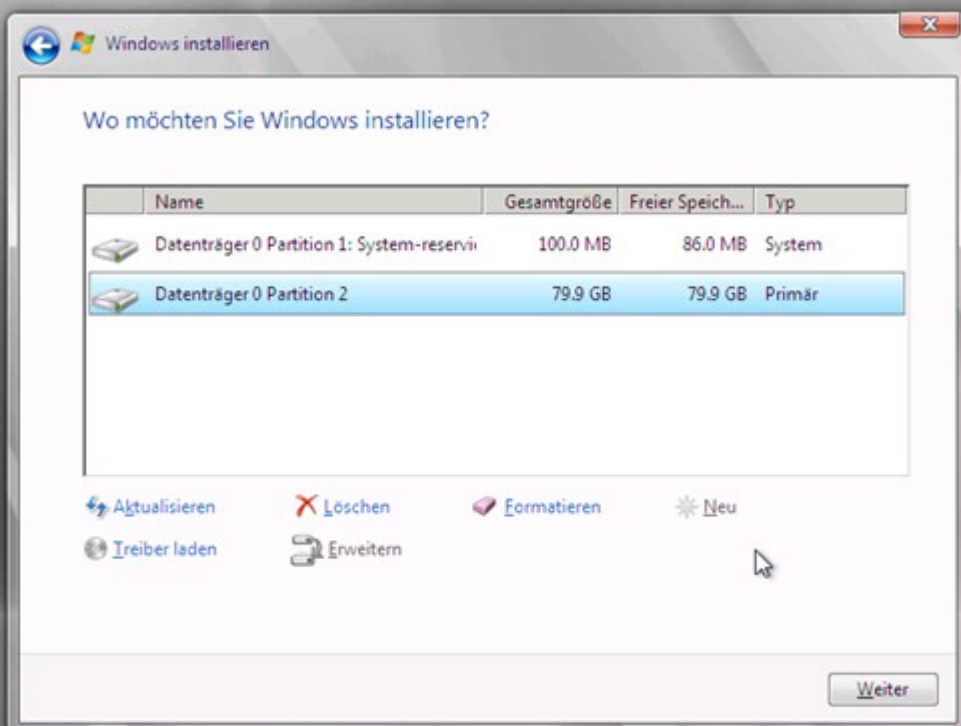 Windows installieren
Wo möchten Sie Windows installieren?
Name Gesamtgröße Freier Speich... Typ
Datenträger 0 Partition 1: System-reservie 100.0 MB 86.0 MB System
Datenträger 0 Partition 2 79.9 GB 79.9 GB Primär
Aktualisieren Löschen Formatieren Neu
Treiber laden Erweitern
Weiter